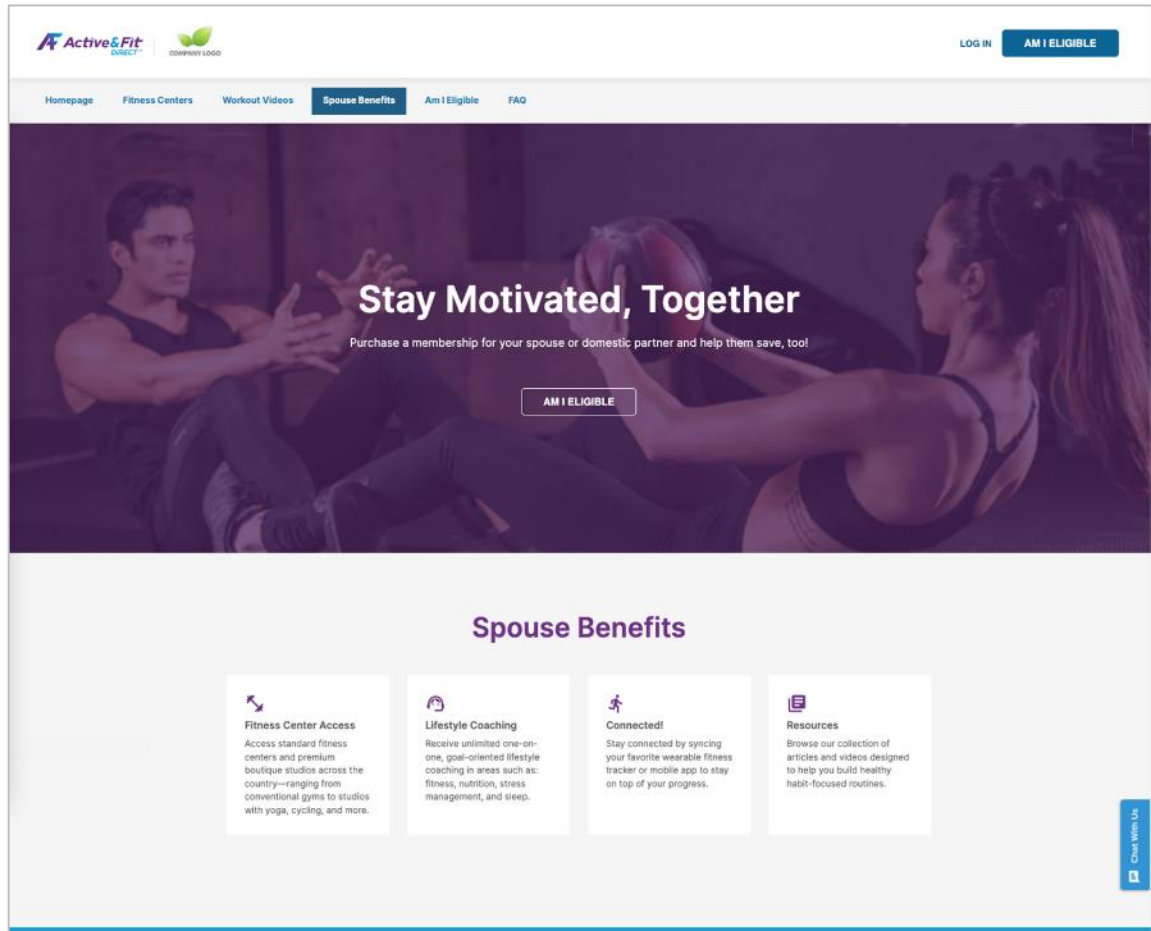 Active&Fit
DIRECT™
COMPANY LOGO
LOG IN
AM I ELIGIBLE
Homepage
Fitness Centers
Workout Videos
Spouse Benefits
Am I Eligible
FAQ
Stay Motivated, Together
Purchase a membership for your spouse or domestic partner and help them save, too!
AM I ELIGIBLE
Spouse Benefits
Fitness Center Access
Access standard fitness
centers and premium
boutique studios across the
country—ranging from
conventional gyms to studios
with yoga, cycling, and more.
Lifestyle Coaching
Receive unlimited one-on-
one, goal-oriented lifestyle
coaching in areas such as:
fitness, nutrition, stress
management, and sleep.
Connected!
Stay connected by syncing
your favorite wearable fitness
tracker or mobile app to stay
on top of your progress.
Resources
Browse our collection of
articles and videos designed
to help you build healthy
habit-focused routines.
Chat With Us